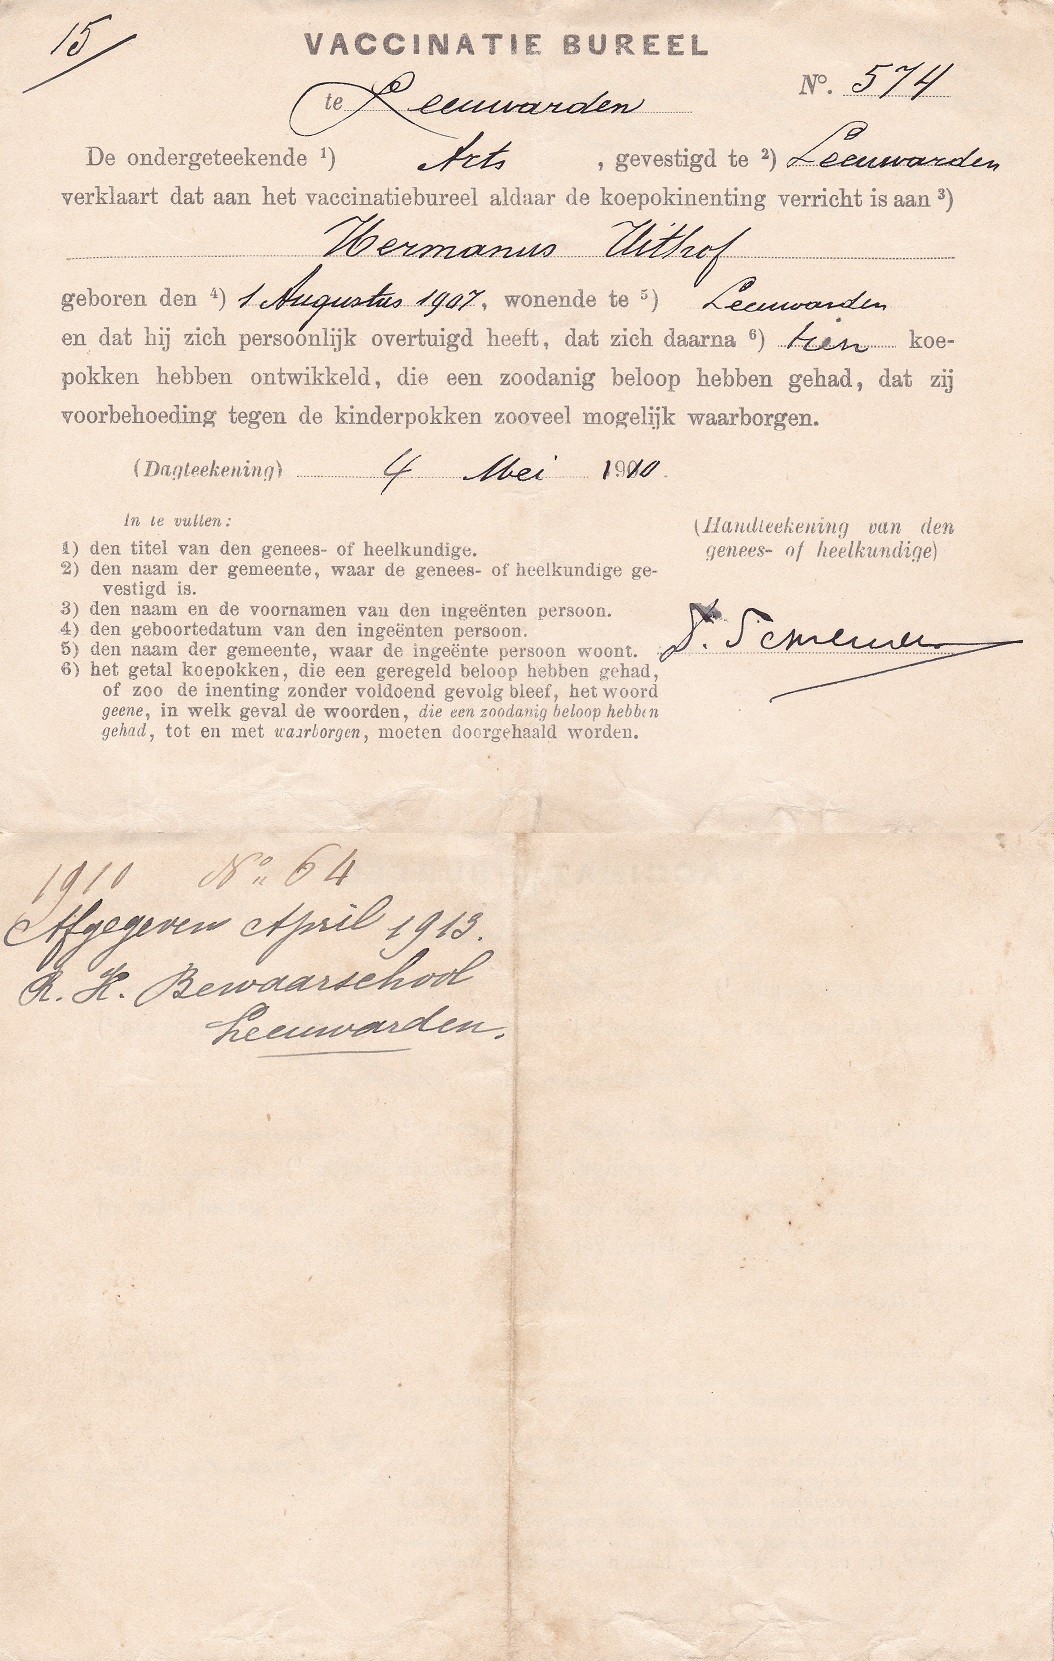 15
VACCINATIE BUREEL
te Leeuwarden
No. 574
De ondergeteekende 1) Arts, gevestigd te 2) Leeuwarden
verklaart dat aan het vaccinatiebureel aldaar de koepokinenting verricht is aan 3)
Hermanus Uithof
geboren den 4) 1 Augustus 1907, wonende te 5) Leeuwarden
en dat hij zich persoonlijk overtuigd heeft, dat zich daarna 6) tien koe-
pokken hebben ontwikkeld, die een zoodanig beloop hebben gehad, dat zij
voorbehoeding tegen de kinderpokken zooveel mogelijk waarborgen.
(Dagteekening) 4 Mei 1910.
In te vullen:
1) den titel van den genees- of heelkundige.
2) den naam der gemeente, waar de genees- of heelkundige ge-
vestigd is.
3) den naam en de voornamen van den ingeënten persoon.
4) den geboortedatum van den ingeënten persoon.
5) den naam der gemeente, waar de ingeënte persoon woont.
6) het getal koepokken, die een geregeld beloop hebben gehad,
of zoo de inenting zonder voldoend gevolg bleef, het woord
geene, in welk geval de woorden, die een zoodanig beloop hebben
gehad, tot en met waarborgen, moeten doorgehaald worden.
(Handteekening van den
genees- of heelkundige)
1910 No. 64
Afgegeven April 1913.
R. K. Bewaarschool
Leeuwarden.